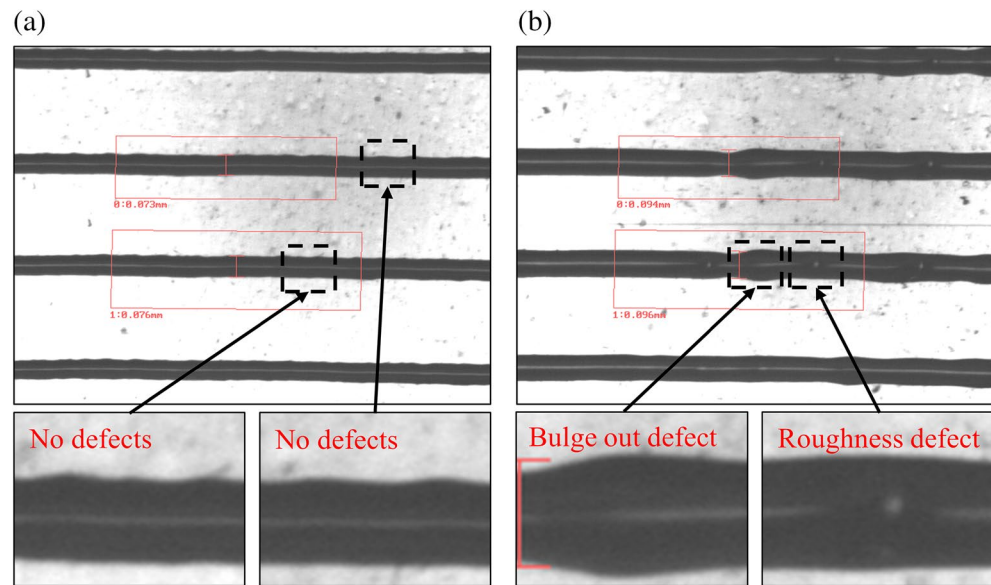 (a)
(b)
0:0.073mm
1:0.076mm
0:0.094mm
1:0.096mm
No defects
No defects
Bulge out defect
Roughness defect